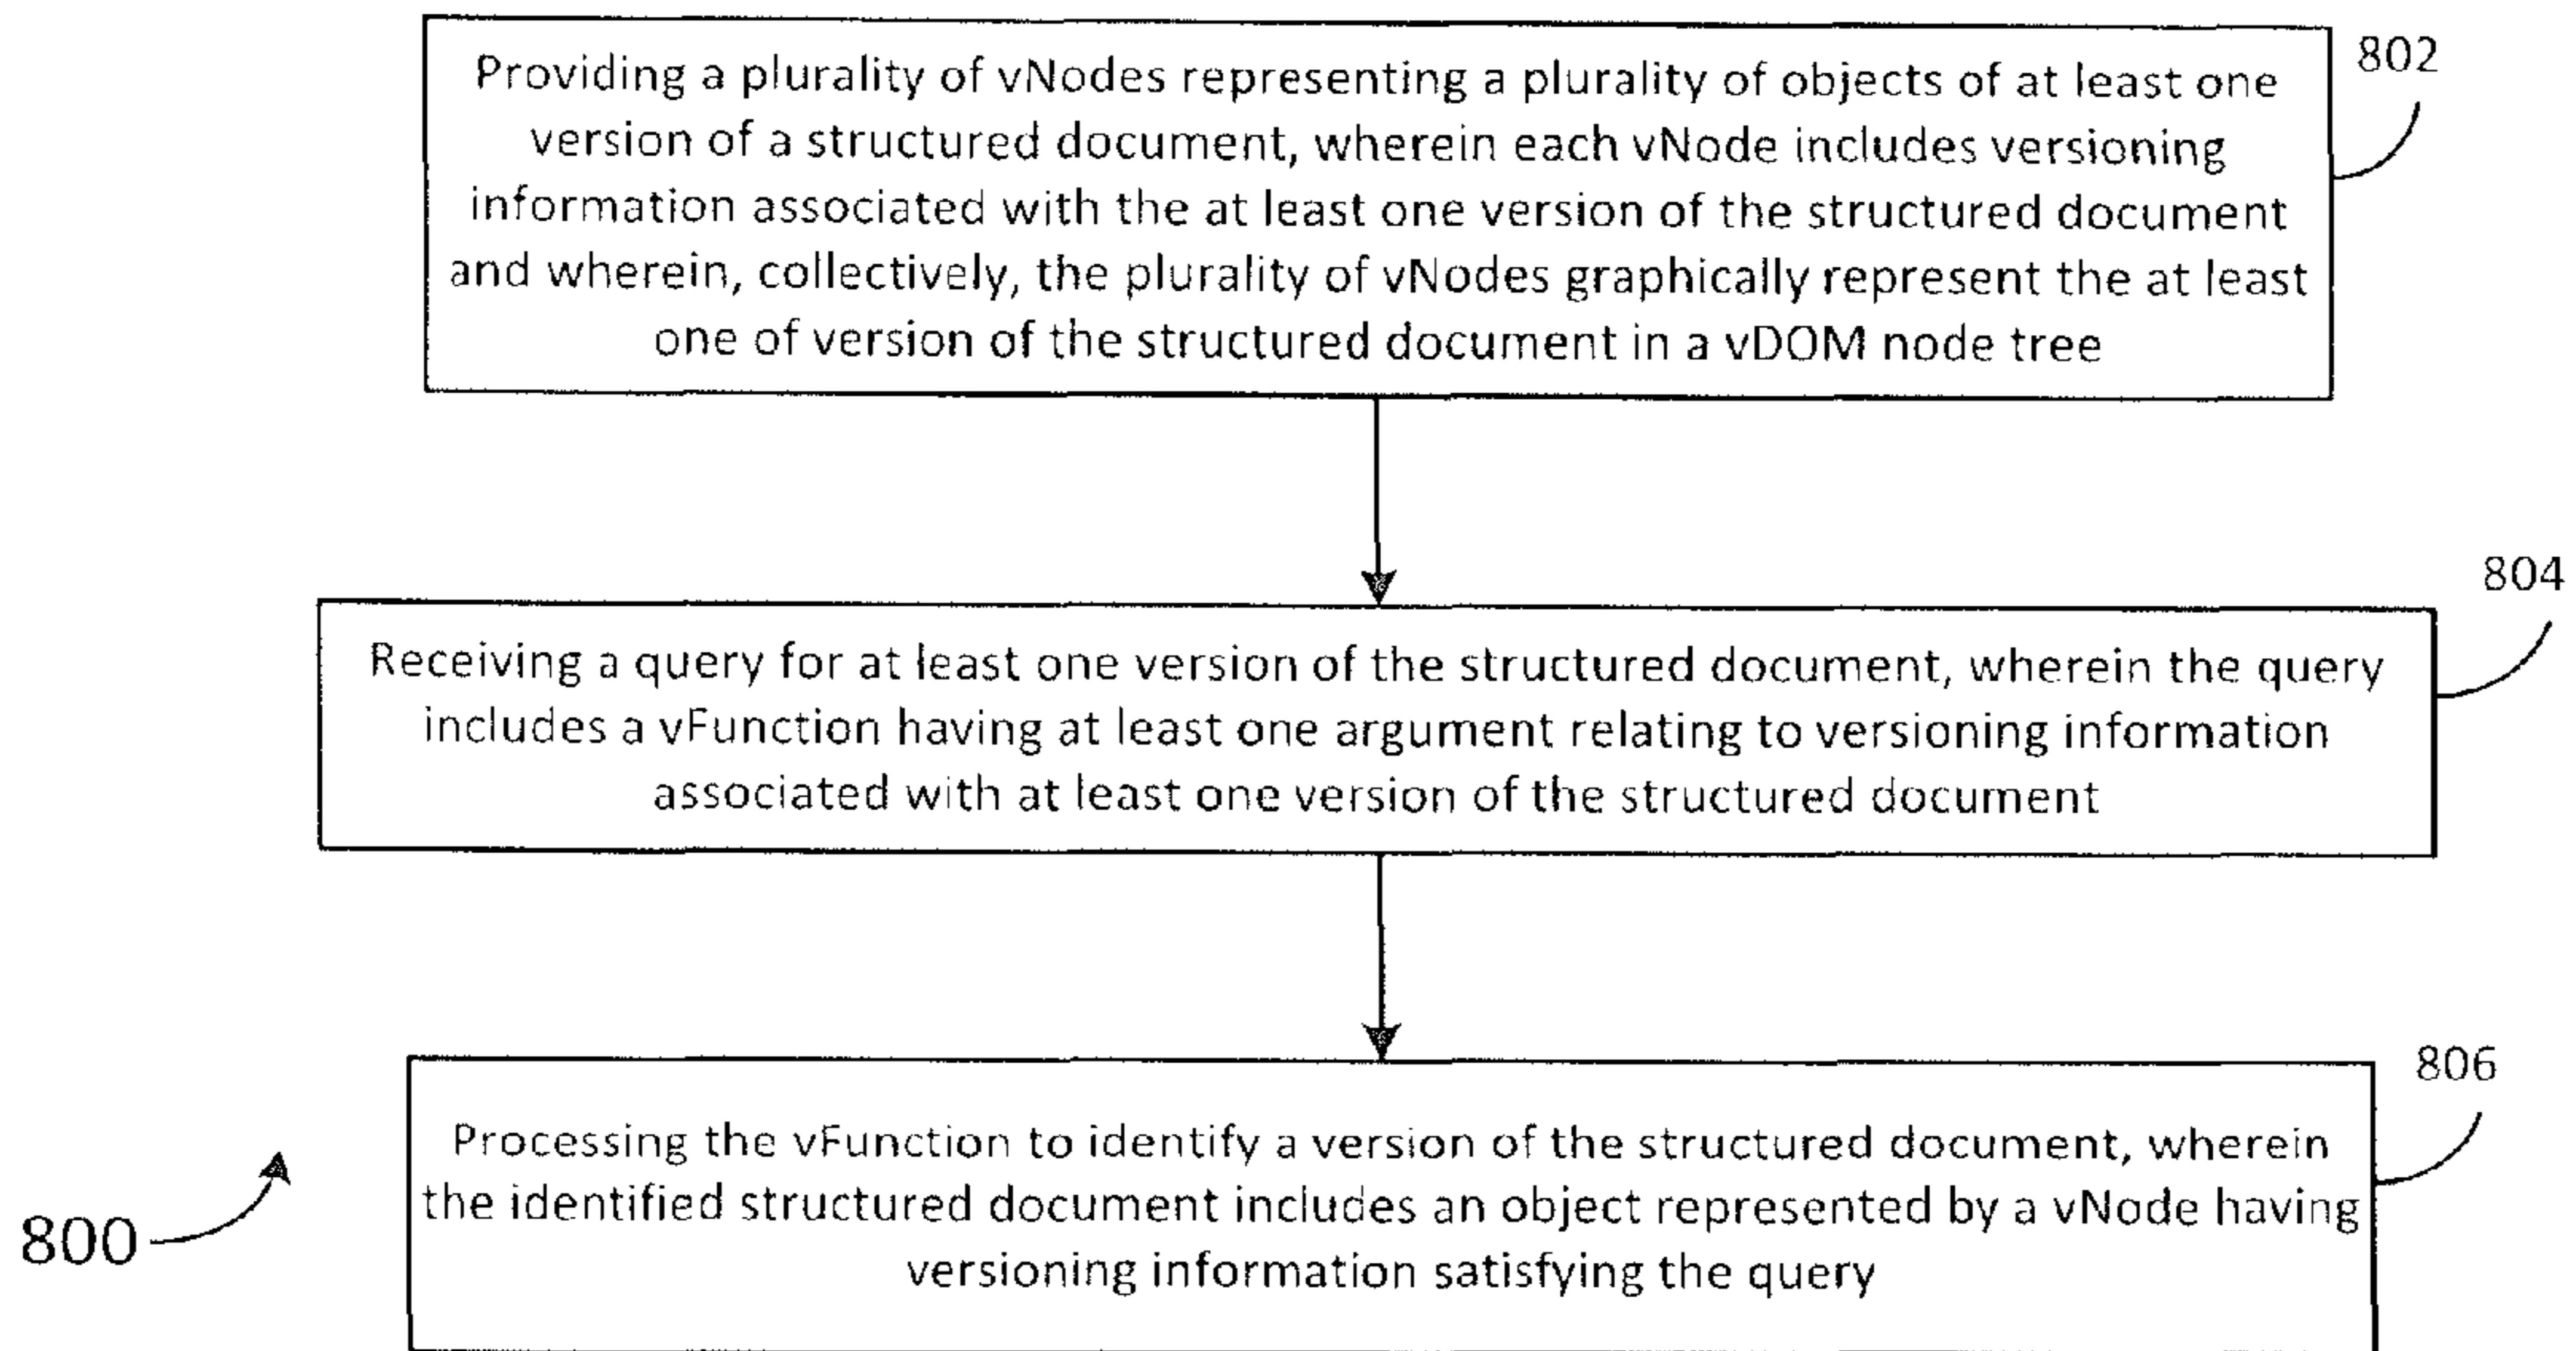 Providing a plurality of vNodes representing a plurality of objects of at least one
version of a structured document, wherein each vNode includes versioning
information associated with the at least one version of the structured document
and wherein, collectively, the plurality of vNodes graphically represent the at least
one of version of the structured document in a vDOM node tree
802
Receiving a query for at least one version of the structured document, wherein the query
includes a vFunction having at least one argument relating to versioning information
associated with at least one version of the structured document
804
Processing the vFunction to identify a version of the structured document, wherein
the identified structured document includes an object represented by a vNode having
versioning information satisfying the query
806
800